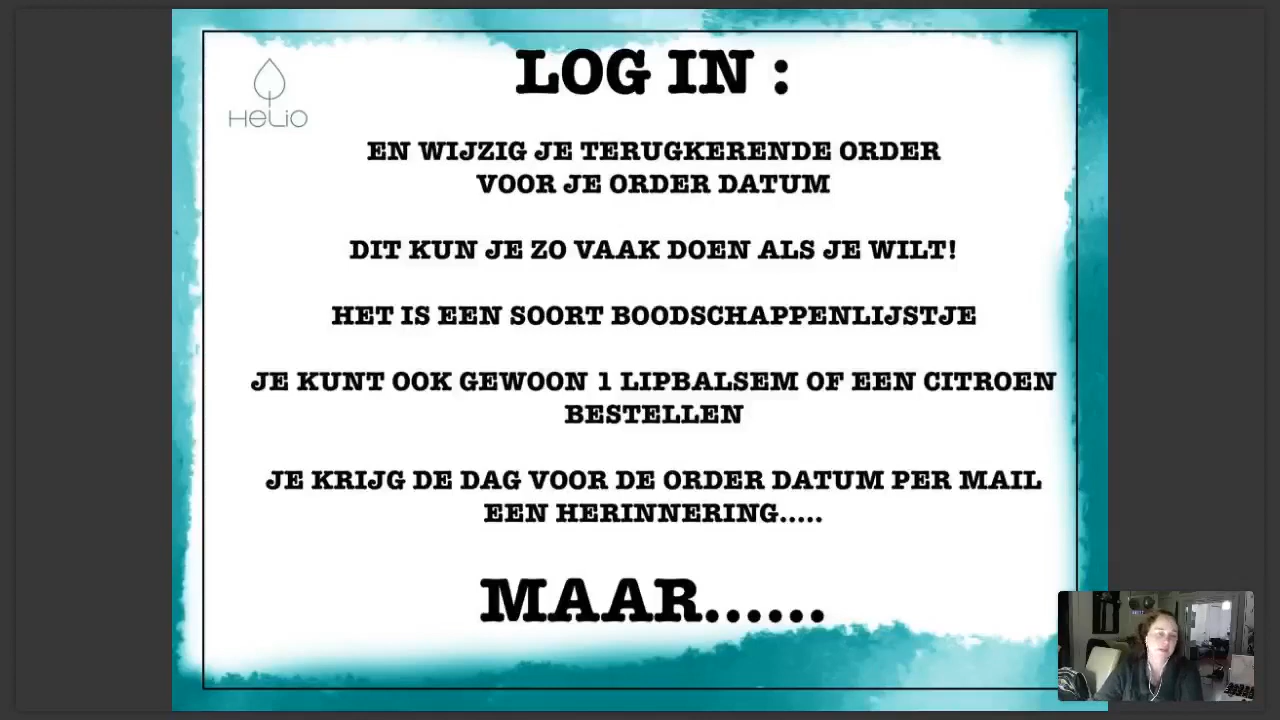 LOG IN :
HeLiO
EN WIJZIG JE TERUGKERENDE ORDER
VOOR JE ORDER DATUM
DIT KUN JE ZO VAAK DOEN ALS JE WILT!
HET IS EEN SOORT BOODSCHAPPENLIJSTJE
JE KUNT OOK GEWOON 1 LIPBALSEM OF EEN CITROEN
BESTELLEN
JE KRIJG DE DAG VOOR DE ORDER DATUM PER MAIL
EEN HERINNERING.....
MAAR......